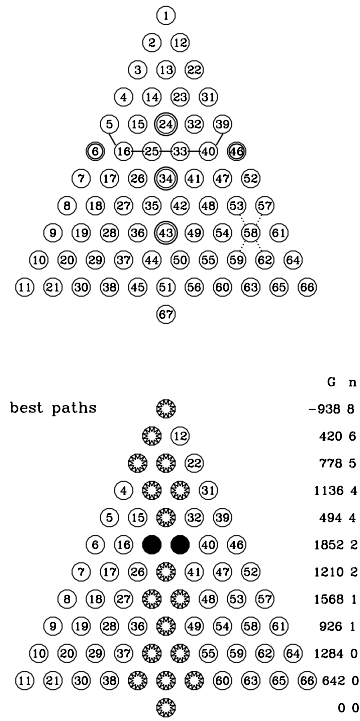 1
2 12
3 13 22
4 14 23 31
5 15 24 32 39
6 16 25 33 40 46
7 17 26 34 41 47 52
8 18 27 35 42 48 53 57
9 19 28 36 43 49 54 58 61
10 20 29 37 44 50 55 59 62 64
11 21 30 38 45 51 56 60 63 65 66
67
G n
best paths -938 8
12 420 6
22 778 5
4 31 1136 4
5 15 32 39 494 4
6 16 40 46 1852 2
7 17 26 41 47 52 1210 2
8 18 27 48 53 57 1568 1
9 19 28 36 49 54 58 61 926 1
10 20 29 37 55 59 62 64 1284 0
11 21 30 38 60 63 65 66 642 0
0 0